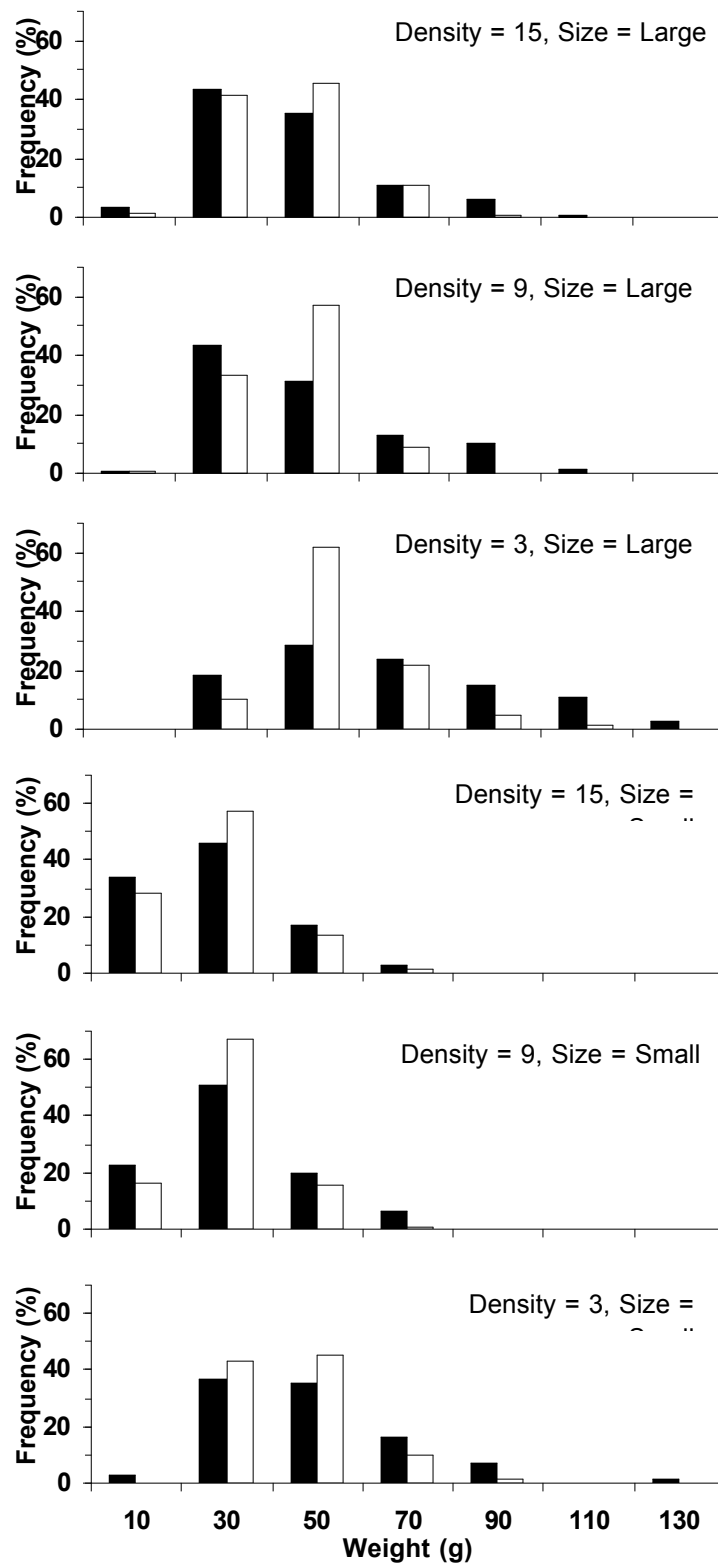 Density = 15, Size = Large
Frequency (%)
60
40
20
0
Density = 9, Size = Large
Frequency (%)
60
40
20
0
Density = 3, Size = Large
Frequency (%)
60
40
20
0
Density = 15, Size =
Frequency (%)
60
40
20
0
Density = 9, Size = Small
Frequency (%)
60
40
20
0
Density = 3, Size =
Frequency (%)
60
40
20
0
10 30 50 70 90 110 130
Weight (g)